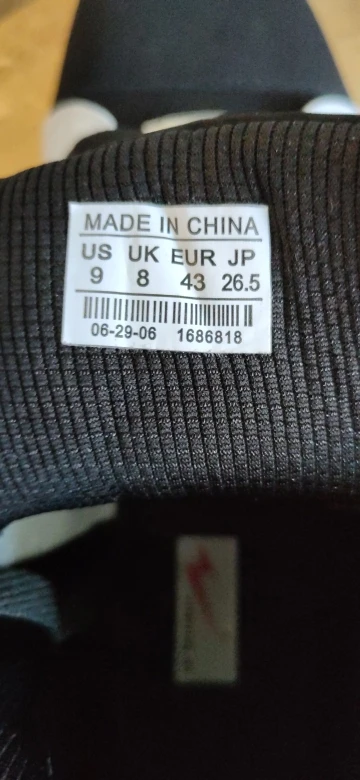 MADE IN CHINA
US UK EUR JP
9 8 43 26.5
06-29-06 1686818